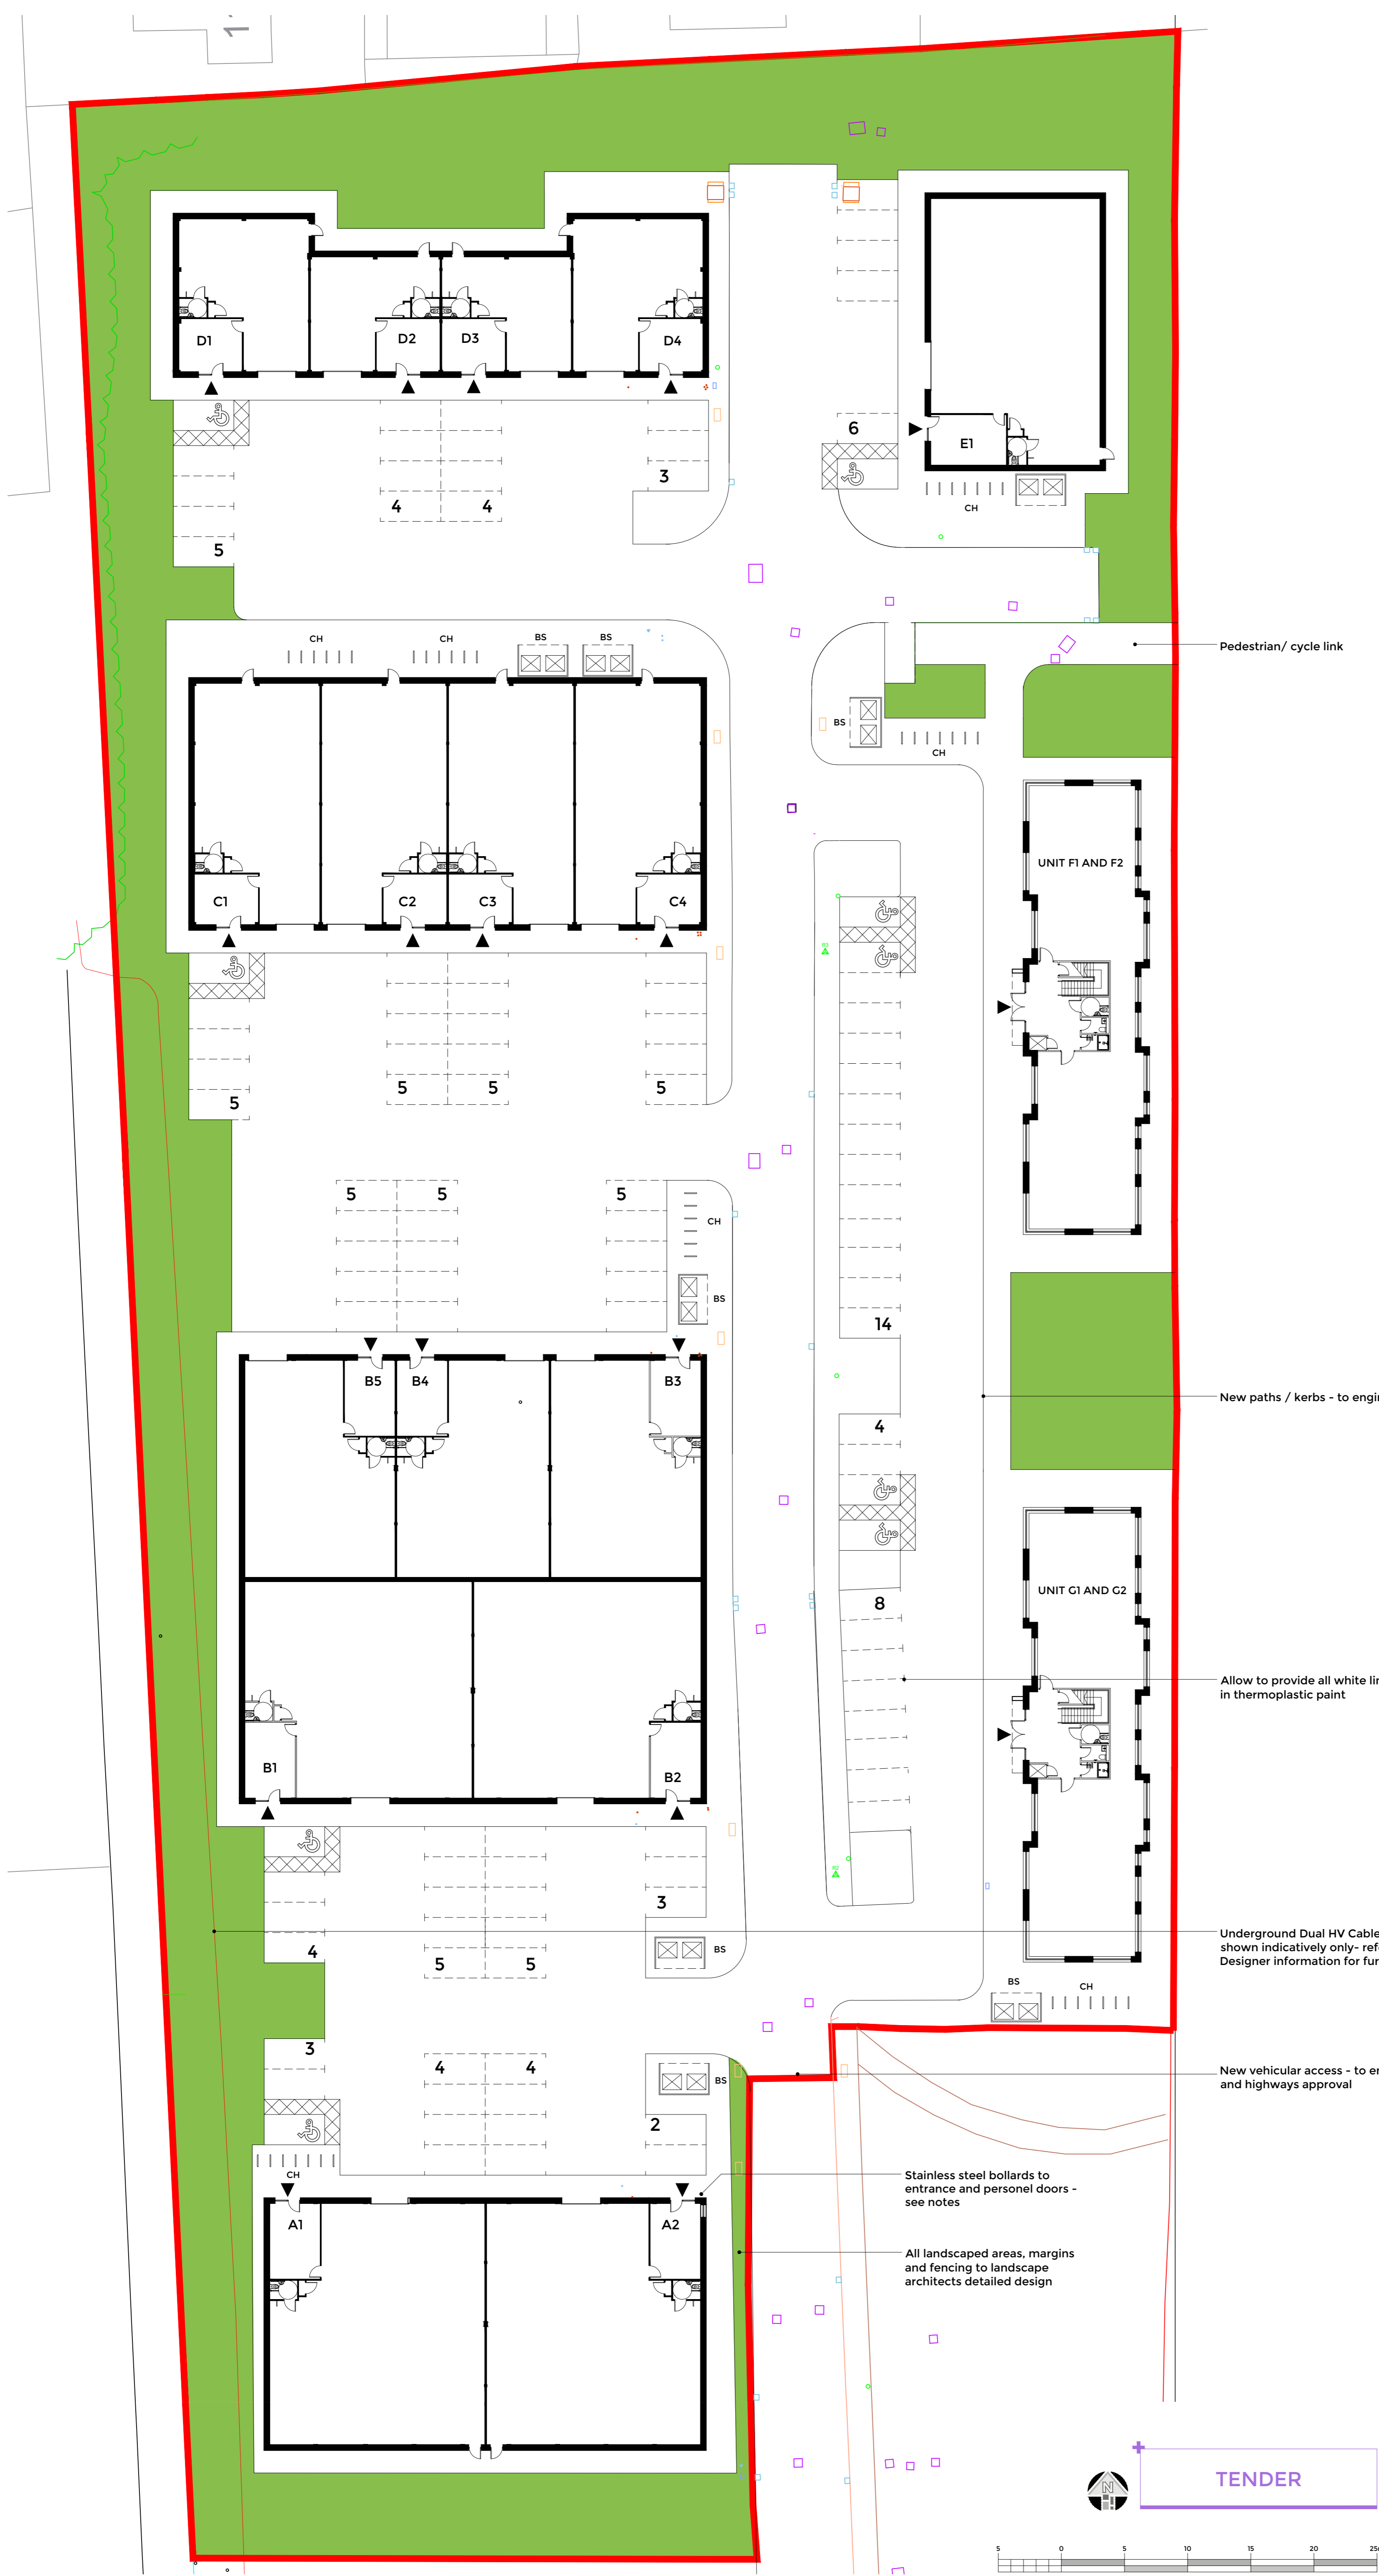 D1
D2
D3
D4
6
E1
3
4
4
5
CH
CH
CH
BS
BS
Pedestrian/ cycle link
BS
CH
UNIT F1 AND F2
C1
C2
C3
C4
5
5
5
5
5
5
5
CH
BS
14
B5
B4
B3
New paths / kerbs - to
4
UNIT G1 AND G2
8
Allow to provide all white
in thermoplastic paint
B1
B2
3
4
5
5
BS
Underground Dual HV
shown indicatively only-
Designer information for
BS
CH
3
4
4
BS
2
New vehicular access - to
and highways approval
CH
Stainless steel bollards to
entrance and personel doors -
see notes
A1
A2
All landscaped areas, margins
and fencing to landscape
architects detailed design
N
TENDER
5
0
5
10
15
20